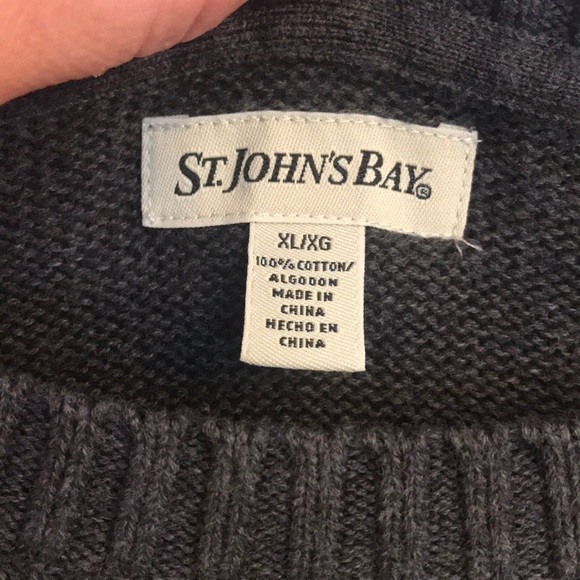 ST. JOHN'S BAY®
XL/XG
100% COTTON/
ALGODON
MADE IN
CHINA
HECHO EN
CHINA